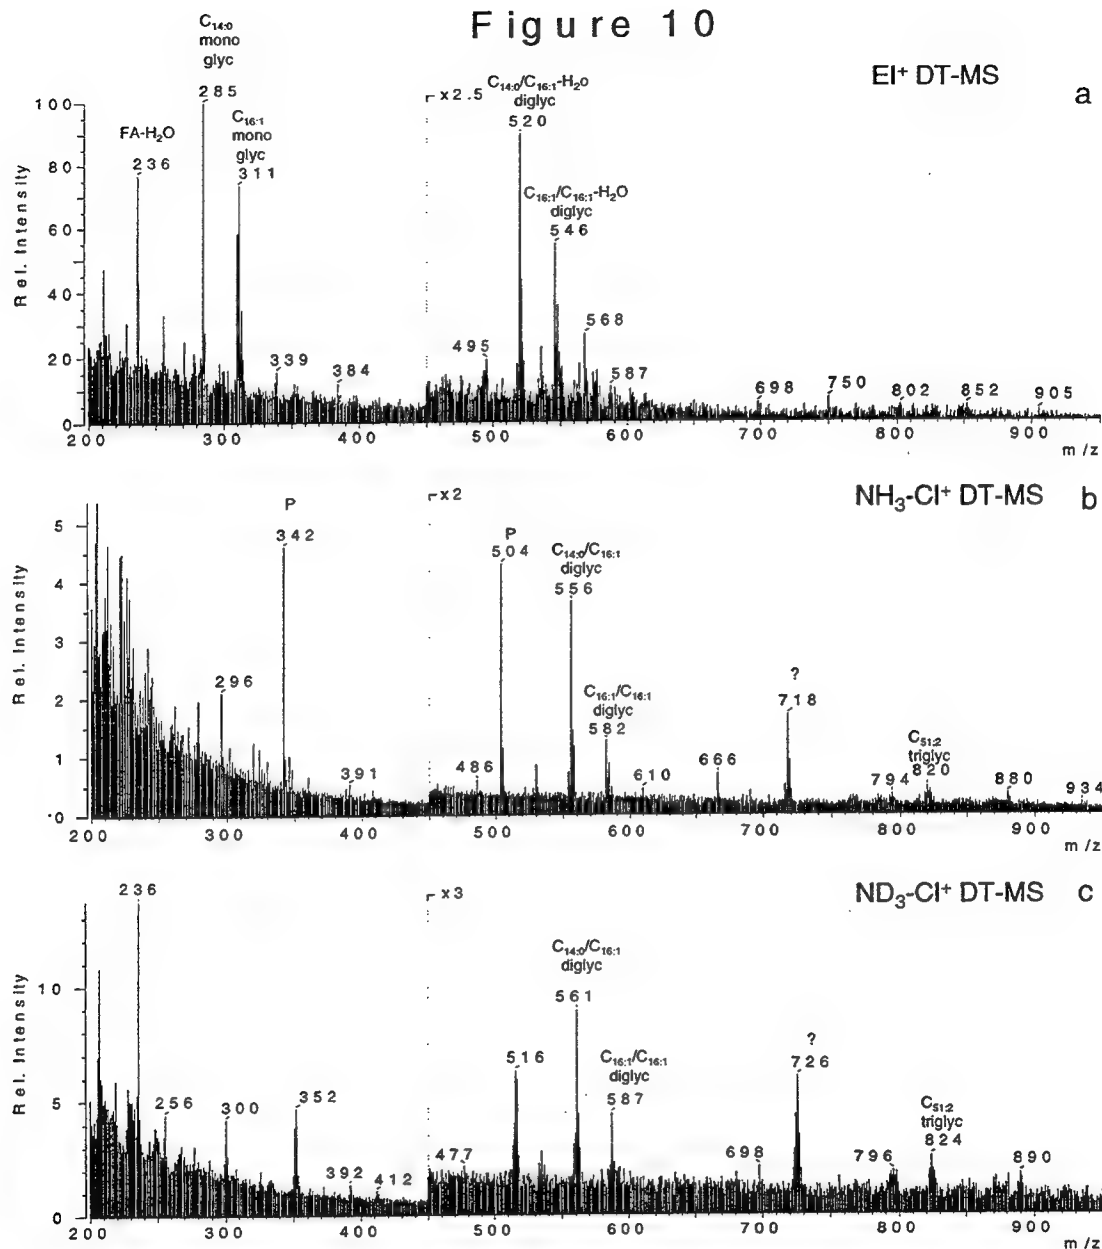 Figure 10
EI⁺ DT-MS
a
C₁₄:₀
mono
glyc
285
FA-H₂O
236
C₁₆:₁
mono
glyc
311
x2.5
C₁₄:₀/C₁₆:₁-H₂O
diglyc
520
C₁₆:₁/C₁₆:₁-H₂O
diglyc
546
568
495
587
339
384
698
750
802
852
905
Rel. Intensity
100
80
60
40
20
0
200 300 400 500 600 700 800 900
m/z
NH₃-CI⁺ DT-MS
b
x2
P
342
P
504
C₁₄:₀/C₁₆:₁
diglyc
556
C₁₆:₁/C₁₆:₁
diglyc
582
?
718
296
391
486
610
666
794
C₅₁:₂
triglyc
820
880
934
Rel. Intensity
5
4
3
2
1
0
200 300 400 500 600 700 800 900
m/z
ND₃-CI⁺ DT-MS
c
236
x3
C₁₄:₀/C₁₆:₁
diglyc
561
516
C₁₆:₁/C₁₆:₁
diglyc
587
?
726
C₅₁:₂
triglyc
824
256
300
352
392
412
477
698
796
890
Rel. Intensity
10
5
0
200 300 400 500 600 700 800 900
m/z